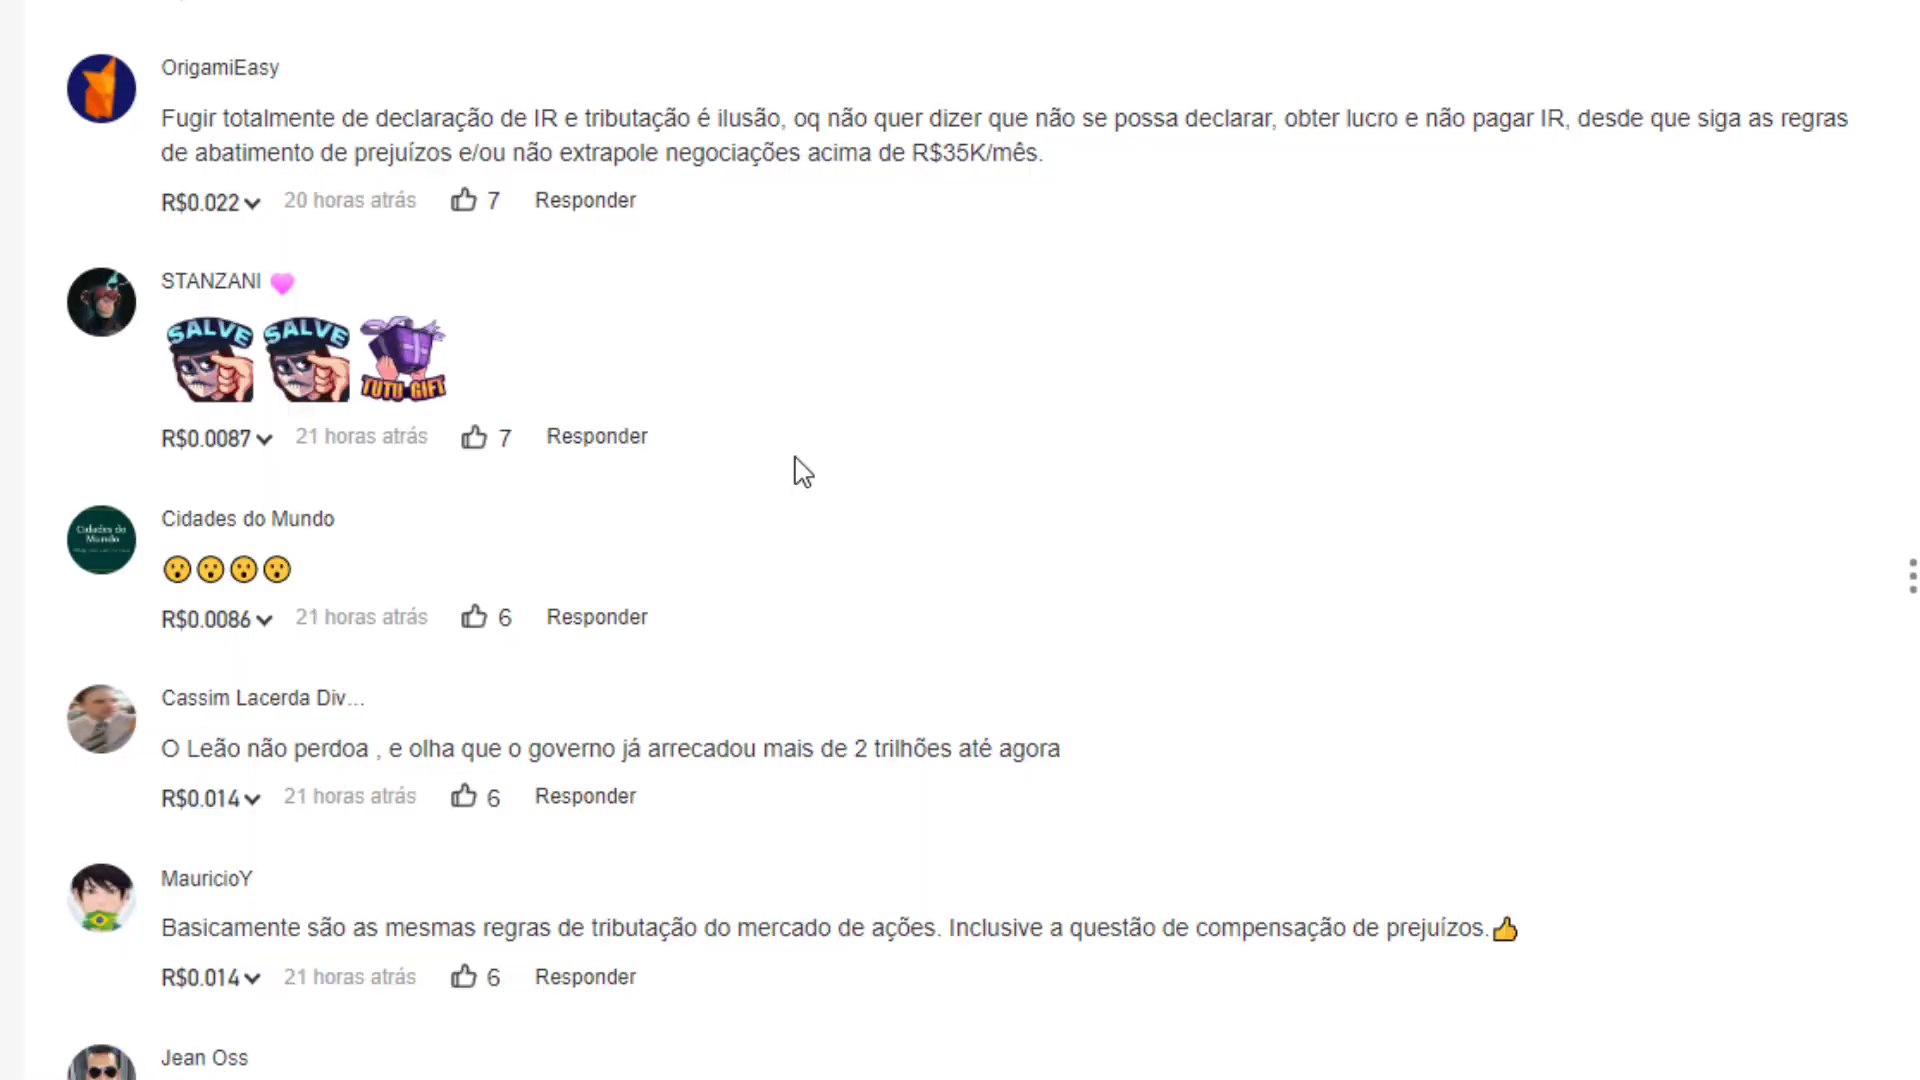 OrigamiEasy
Fugir totalmente de declaração de IR e tributação é ilusão, oq não quer dizer que não se possa declarar, obter lucro e não pagar IR, desde que siga as regras
de abatimento de prejuízos e/ou não extrapole negociações acima de R$35K/mês.
R$0.022 20 horas atrás 7 Responder
STANZANI
SALVE SALVE
TUTU GIFT
R$0.0087 21 horas atrás 7 Responder
Cidades do Mundo
Cidades do
Mundo
😮😮😮😮
R$0.0086 21 horas atrás 6 Responder
Cassim Lacerda Div...
O Leão não perdoa , e olha que o governo já arrecadou mais de 2 trilhões até agora
R$0.014 21 horas atrás 6 Responder
MauricioY
Basicamente são as mesmas regras de tributação do mercado de ações. Inclusive a questão de compensação de prejuízos.👍
R$0.014 21 horas atrás 6 Responder
Jean Oss